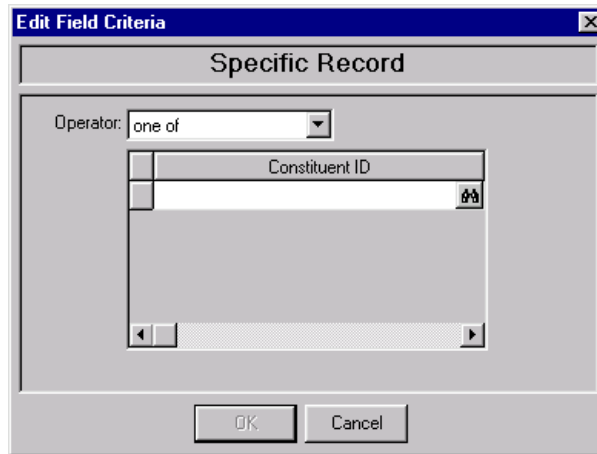 Edit Field Criteria
Specific Record
Operator: one of
Constituent ID
OK Cancel